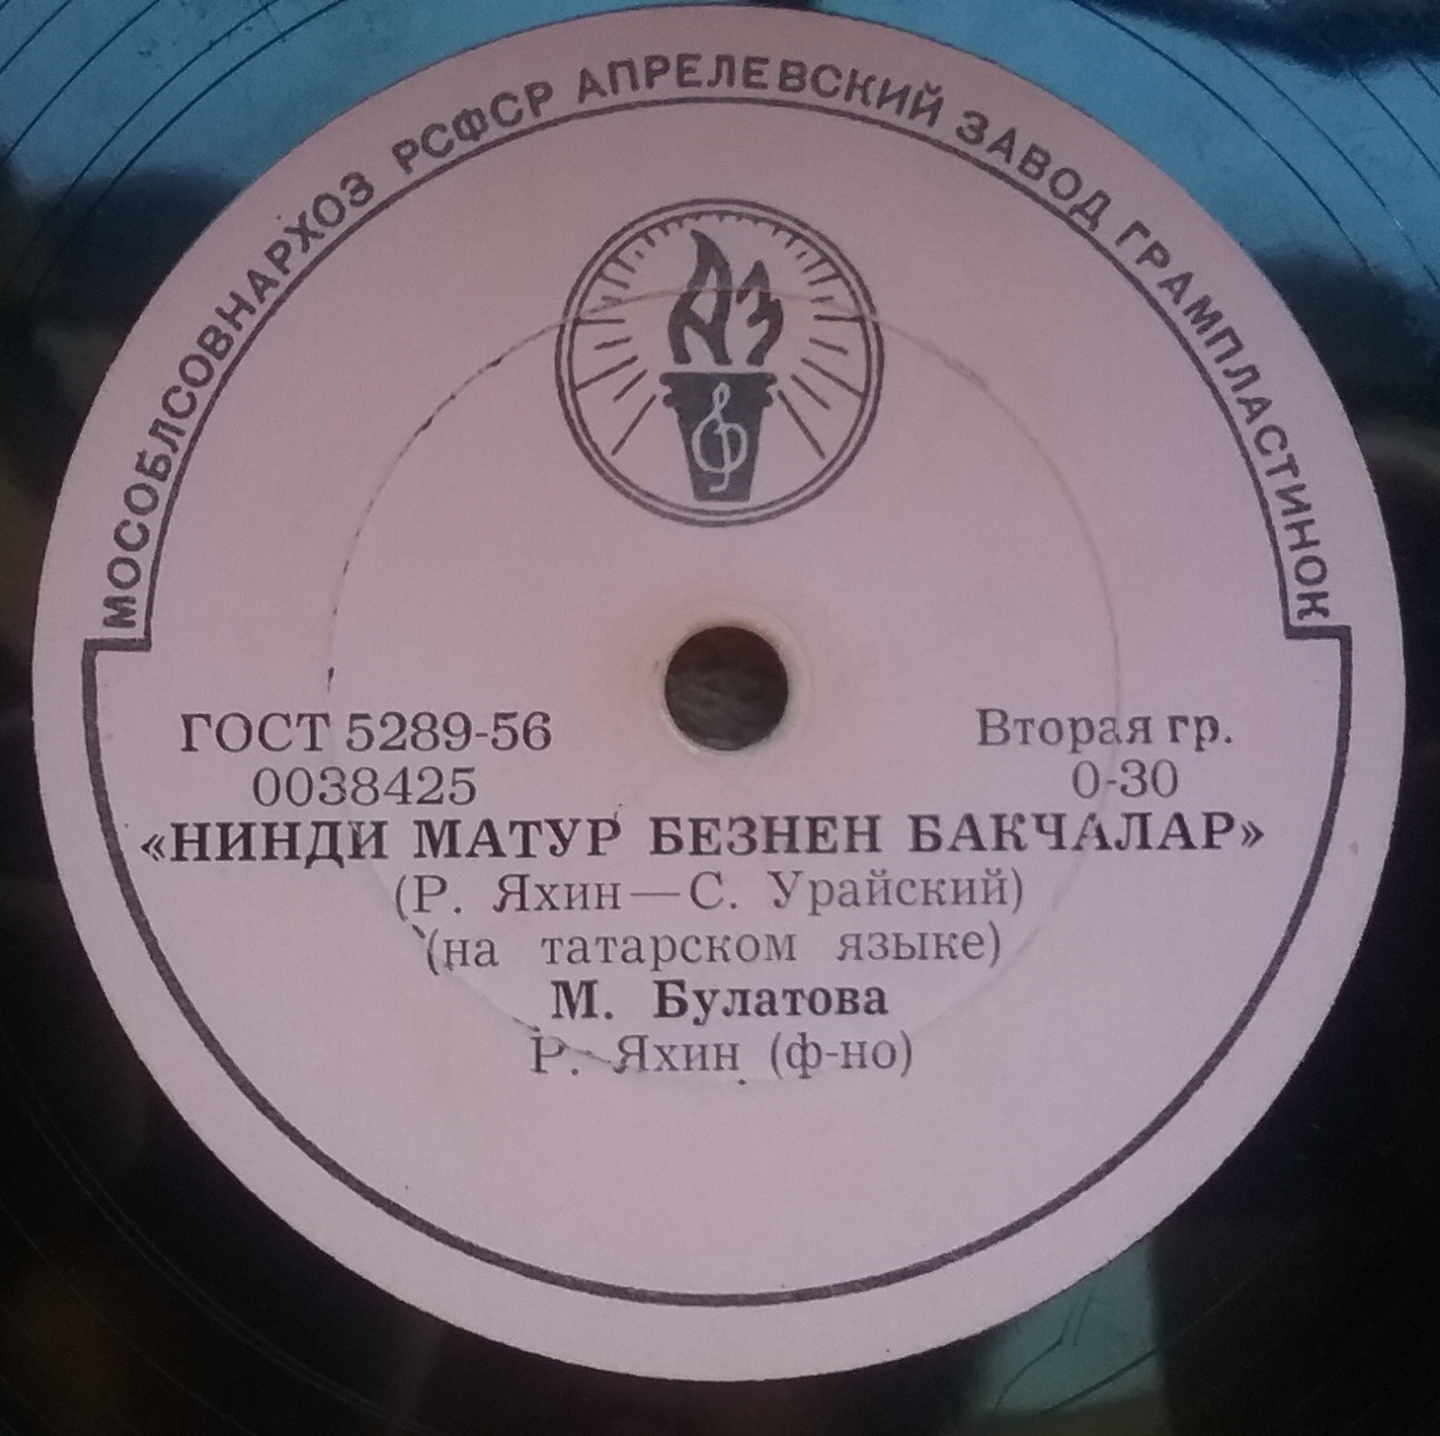 МОСОБЛСОВНАРХОЗ РСФСР АПРЕЛЕВСКИЙ ЗАВОД ГРАМПЛАСТИНОК
АЗ
ГОСТ 5289-56
0038425
Вторая гр.
0-30
«НИНДИ МАТУР БЕЗНЕН БАКЧАЛАР»
(Р. Яхин—С. Урайский)
(на татарском языке)
М. Булатова
Р. Яхин (ф-но)